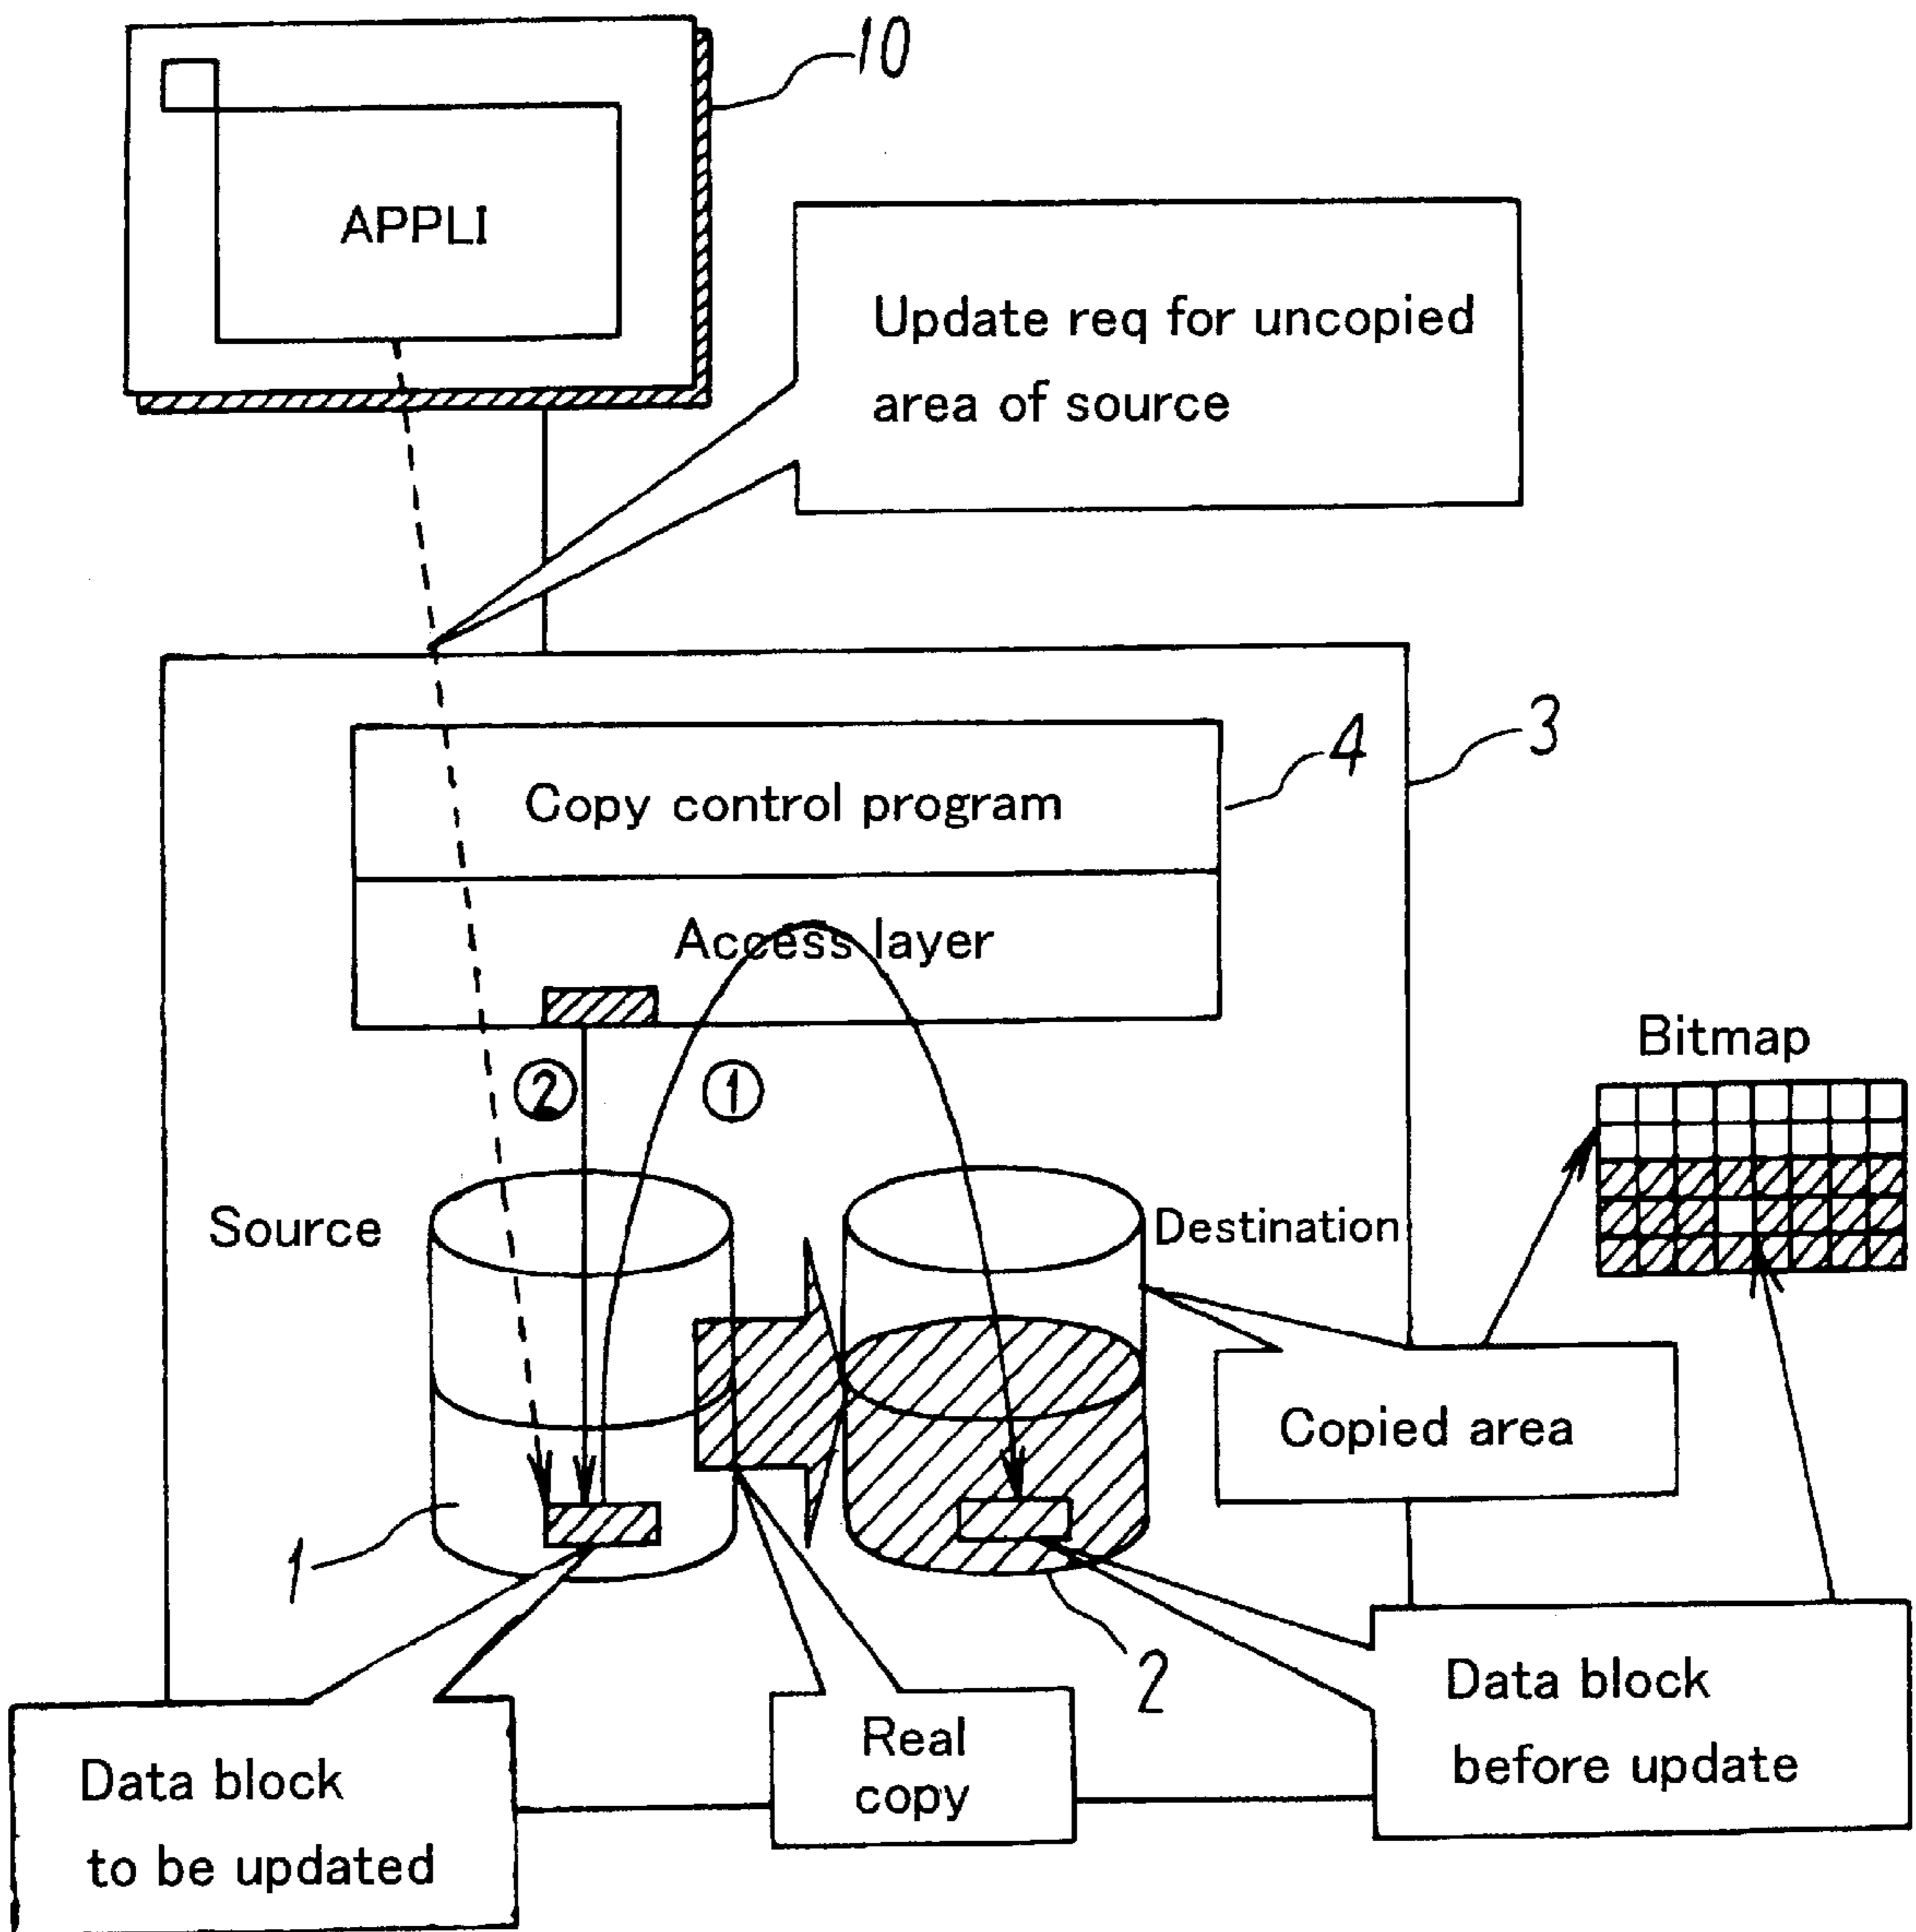 10
APPLI
Update req for uncopied
area of source
4
3
Copy control program
Access layer
Bitmap
②
①
Source
Destination
Copied area
1
2
Data block
before update
Real
copy
Data block
to be updated